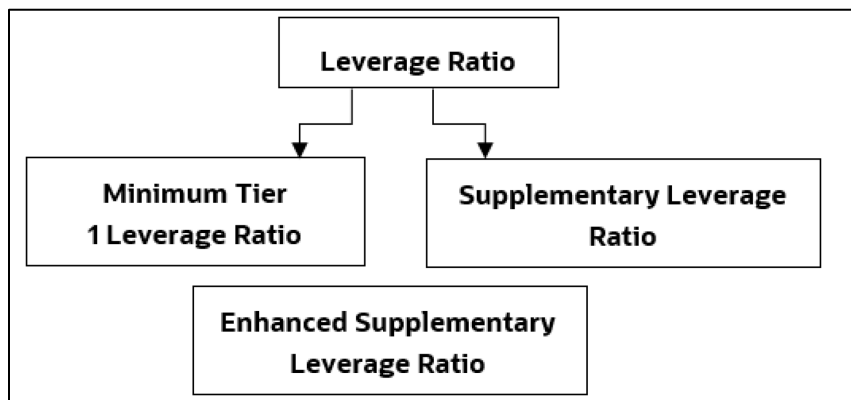 Leverage Ratio
Minimum Tier
1 Leverage Ratio
Supplementary Leverage
Ratio
Enhanced Supplementary
Leverage Ratio